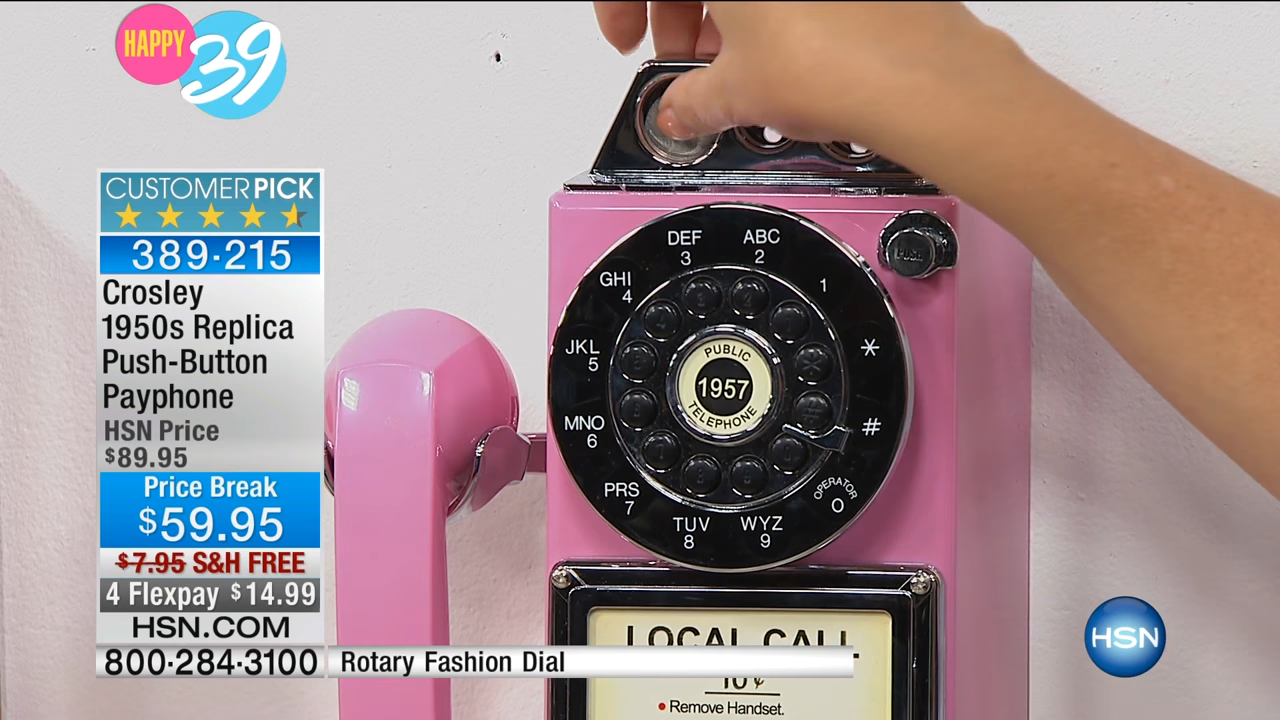 HAPPY
39
CUSTOMER PICK
389·215
Crosley
1950s Replica
Push-Button
Payphone
HSN Price
$89.95
Price Break
$59.95
$7.95 S&H FREE
4 Flexpay $14.99
HSN.COM
800·284·3100
Rotary Fashion Dial
HSN
PUSH
DEF
3
ABC
2
1
GHI
4
JKL
5
MNO
6
PRS
7
TUV
8
WYZ
9
OPERATOR
0
*
#
PUBLIC
1957
TELEPHONE
LOCAL CALL
10¢
• Remove Handset.